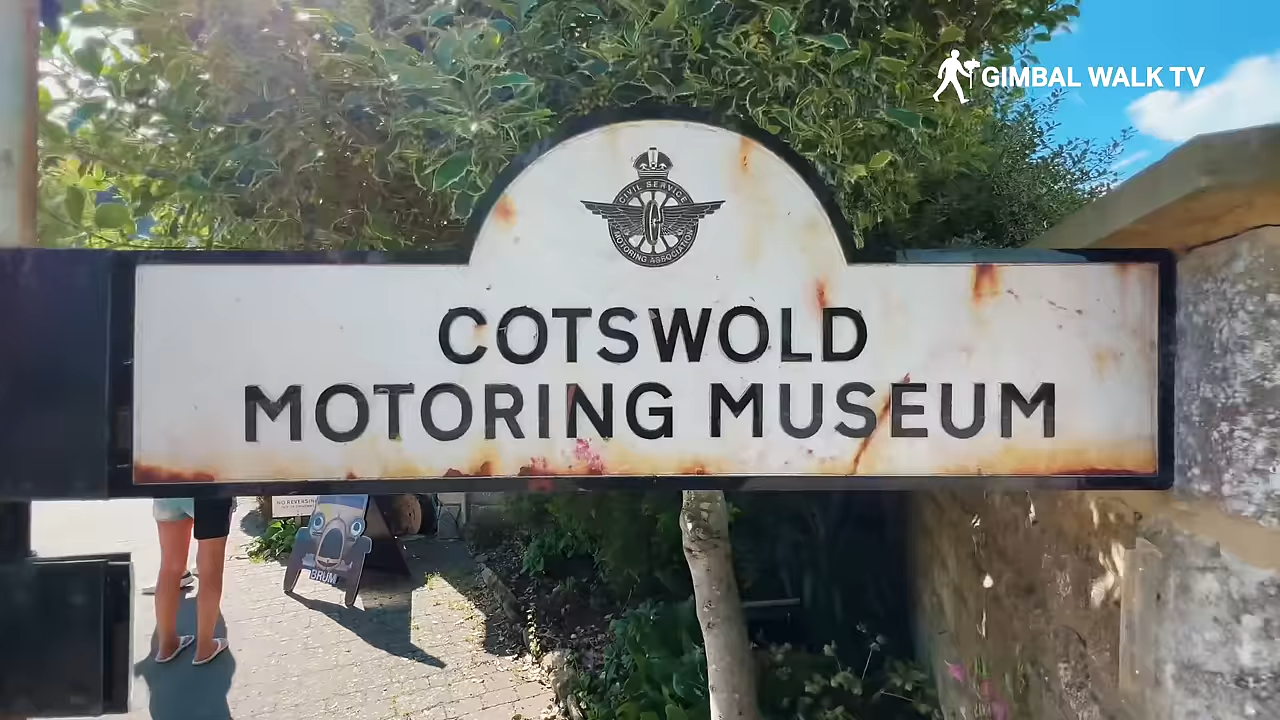 GIMBAL WALK TV
CIVIL SERVICE
MOTORING ASSOCIATION
COTSWOLD
MOTORING MUSEUM
NO REVERSING
BRUM